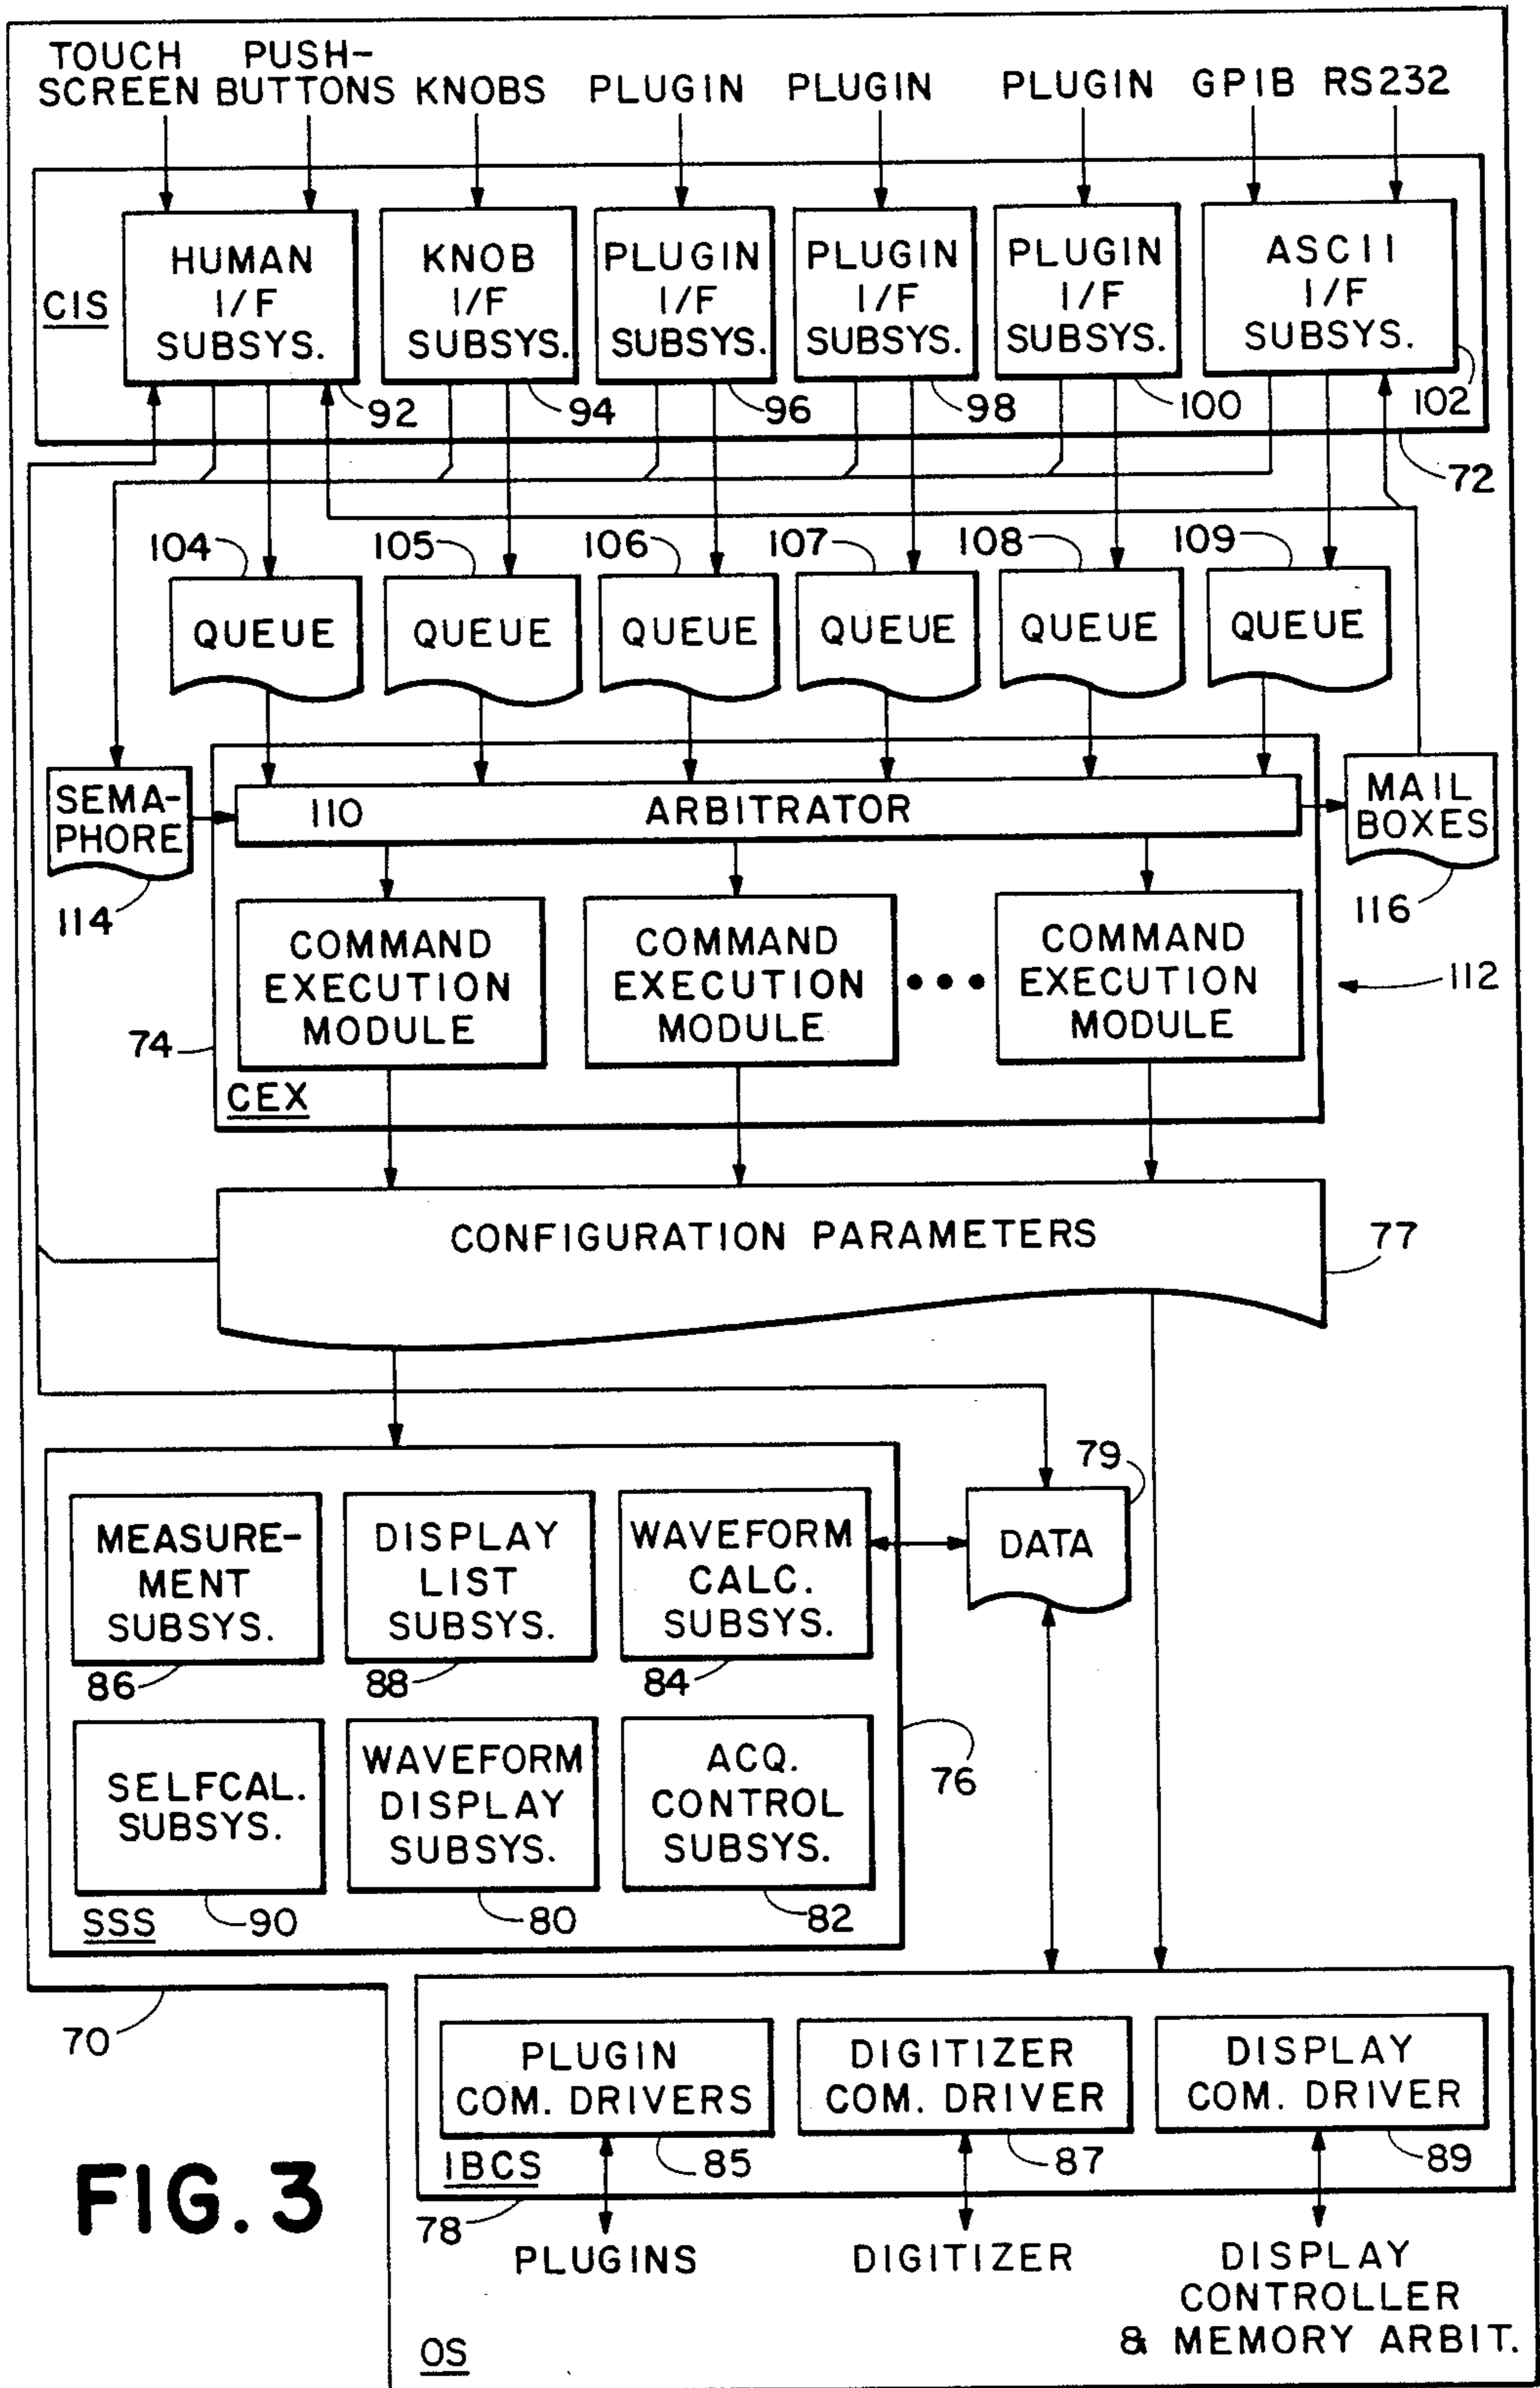 TOUCH PUSH-
SCREEN BUTTONS KNOBS PLUGIN PLUGIN PLUGIN GPIB RS232
CIS
HUMAN
I/F
SUBSYS.
KNOB
I/F
SUBSYS.
PLUGIN
I/F
SUBSYS.
PLUGIN
I/F
SUBSYS.
PLUGIN
I/F
SUBSYS.
ASCII
I/F
SUBSYS.
92 94 96 98 100 102
72
104 105 106 107 108 109
QUEUE QUEUE QUEUE QUEUE QUEUE QUEUE
SEMA-
PHORE
114
110 ARBITRATOR
MAIL
BOXES
116
COMMAND
EXECUTION
MODULE
COMMAND
EXECUTION
MODULE
•••
COMMAND
EXECUTION
MODULE
112
74
CEX
CONFIGURATION PARAMETERS
77
79
MEASURE-
MENT
SUBSYS.
86
DISPLAY
LIST
SUBSYS.
88
WAVEFORM
CALC.
SUBSYS.
84
DATA
SELFCAL.
SUBSYS.
90
WAVEFORM
DISPLAY
SUBSYS.
80
ACQ.
CONTROL
SUBSYS.
82
76
SSS
70
PLUGIN
COM. DRIVERS
85
DIGITIZER
COM. DRIVER
87
DISPLAY
COM. DRIVER
89
IBCS
78
FIG. 3
PLUGINS
DIGITIZER
DISPLAY
CONTROLLER
& MEMORY ARBIT.
OS